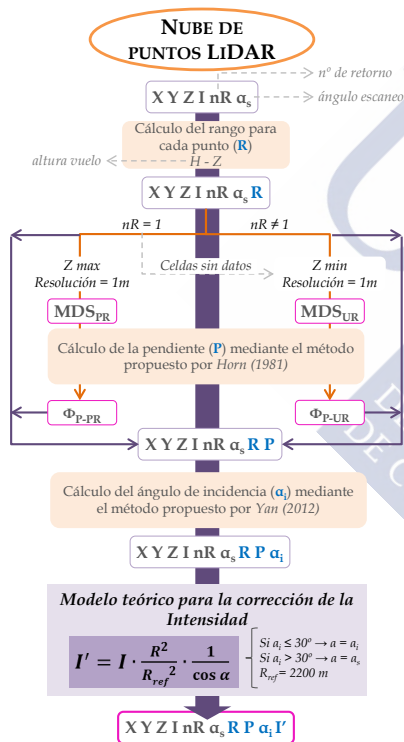 NUBE DE
PUNTOS LIDAR
nº de retorno
X Y Z I nR αs
ángulo escaneo
Cálculo del rango para
cada punto (R)
altura vuelo
H - Z
X Y Z I nR αs R
nR = 1
nR ≠ 1
Z max
Resolución = 1m
Celdas sin datos
Z min
Resolución = 1m
MDSPR
MDSUR
Cálculo de la pendiente (P) mediante el método
propuesto por Horn (1981)
ΦP-PR
ΦP-UR
X Y Z I nR αs R P
Cálculo del ángulo de incidencia (αi) mediante
el método propuesto por Yan (2012)
X Y Z I nR αs R P αi
Modelo teórico para la corrección de la
Intensidad
I' = I · R²/Rref² · 1/cos α
Si ai ≤ 30º → a = ai
Si ai > 30º → a = as
Rref = 2200 m
X Y Z I nR αs R P αi I'